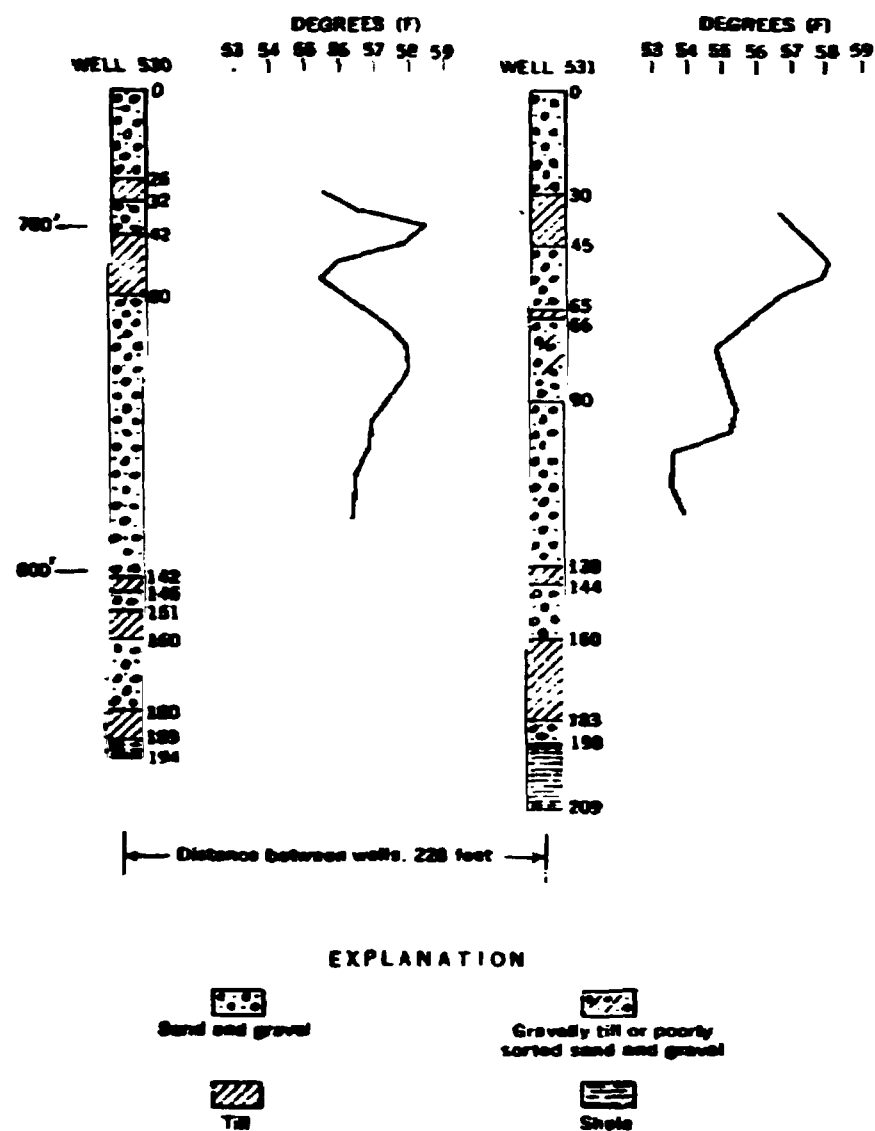 DEGREES (F)
53 54 55 56 57 58 59
WELL 530
0
26
32
42
60
142
146
151
160
180
188
194
DEGREES (F)
53 54 55 56 57 58 59
WELL 531
0
30
45
65
66
90
138
144
160
183
198
209
Distance between wells, 228 feet
EXPLANATION
Sand and gravel
Gravelly till or poorly
sorted sand and gravel
Till
Shale